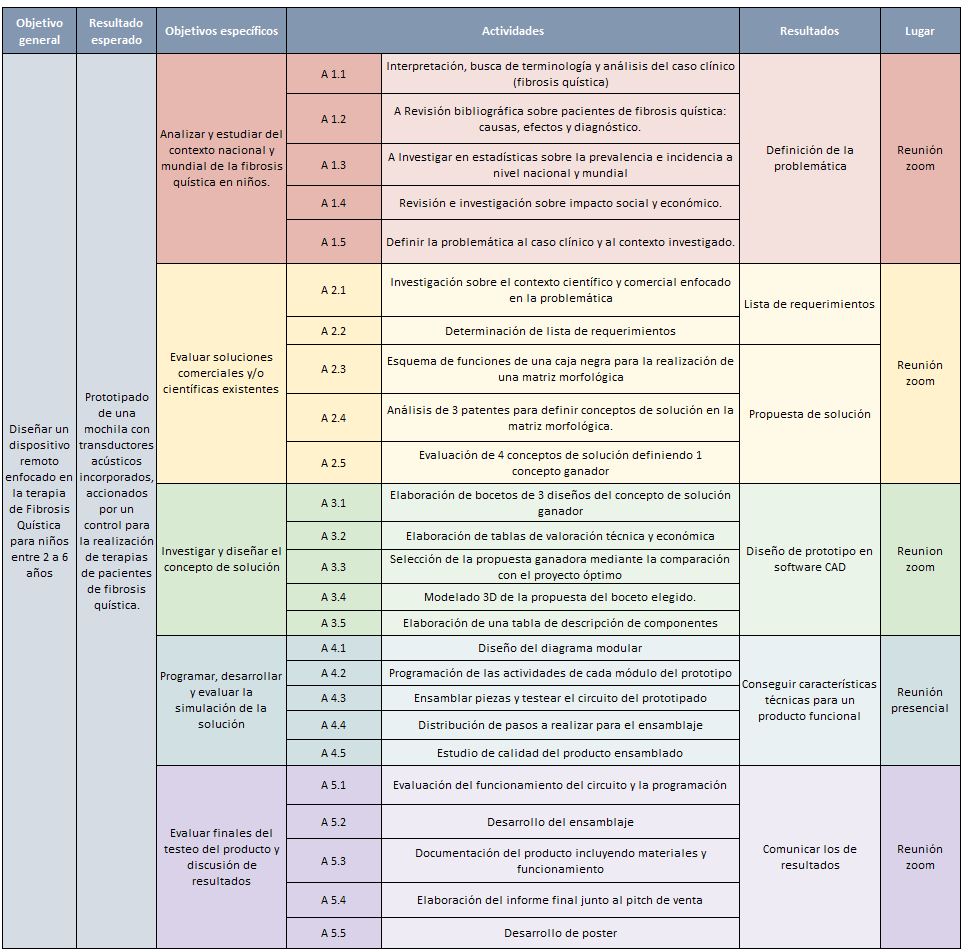 Objetivo
general
Resultado
esperado
Objetivos específicos
Actividades
Resultados
Lugar
Diseñar un
dispositivo
remoto
enfocado en
la terapia
de Fibrosis
Quística
para niños
entre 2 a 6
años
Prototipado
de una
mochila con
transductores
acústicos
incorporados,
accionados
por un
control para
la realización
de terapias
de pacientes
de fibrosis
quística.
Analizar y estudiar del
contexto nacional y
mundial de la fibrosis
quística en niños.
A 1.1
Interpretación, busca de terminología y análisis del caso clínico
(fibrosis quística)
A 1.2
A Revisión bibliográfica sobre pacientes de fibrosis quística:
causas, efectos y diagnóstico.
A 1.3
A Investigar en estadísticas sobre la prevalencia e incidencia a
nivel nacional y mundial
A 1.4
Revisión e investigación sobre impacto social y económico.
A 1.5
Definir la problemática al caso clínico y al contexto investigado.
Definición de la
problemática
Reunión
zoom
Evaluar soluciones
comerciales y/o
científicas existentes
A 2.1
Investigación sobre el contexto científico y comercial enfocado
en la problemática
A 2.2
Determinación de lista de requerimientos
Lista de requerimientos
A 2.3
Esquema de funciones de una caja negra para la realización de
una matriz morfológica
A 2.4
Análisis de 3 patentes para definir conceptos de solución en la
matriz morfológica.
A 2.5
Evaluación de 4 conceptos de solución definiendo 1
concepto ganador
Propuesta de solución
Reunión
zoom
Investigar y diseñar el
concepto de solución
A 3.1
Elaboración de bocetos de 3 diseños del concepto de solución
ganador
A 3.2
Elaboración de tablas de valoración técnica y económica
A 3.3
Selección de la propuesta ganadora mediante la comparación
con el proyecto óptimo
A 3.4
Modelado 3D de la propuesta del boceto elegido.
A 3.5
Elaboración de una tabla de descripción de componentes
Diseño de prototipo en
software CAD
Reunion
zoom
Programar, desarrollar
y evaluar la
simulación de la
solución
A 4.1
Diseño del diagrama modular
A 4.2
Programación de las actividades de cada módulo del prototipo
A 4.3
Ensamblar piezas y testear el circuito del prototipado
A 4.4
Distribución de pasos a realizar para el ensamblaje
A 4.5
Estudio de calidad del producto ensamblado
Conseguir características
técnicas para un
producto funcional
Reunión
presencial
Evaluar finales del
testeo del producto y
discusión de
resultados
A 5.1
Evaluación del funcionamiento del circuito y la programación
A 5.2
Desarrollo del ensamblaje
A 5.3
Documentación del producto incluyendo materiales y
funcionamiento
A 5.4
Elaboración del informe final junto al pitch de venta
A 5.5
Desarrollo de poster
Comunicar los de
resultados
Reunión
zoom